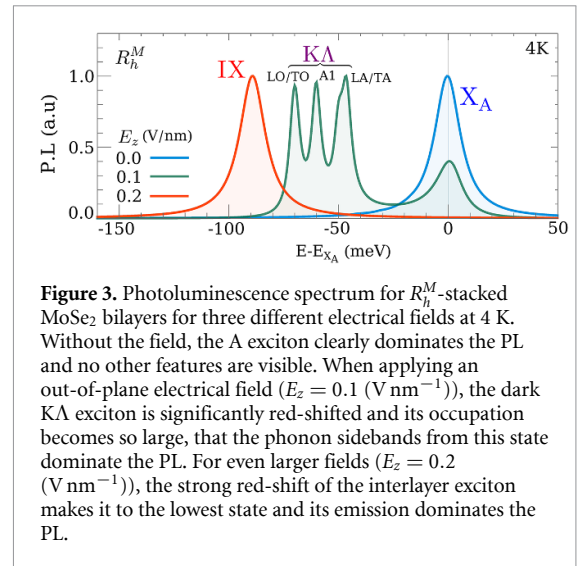 R_h^M KΛ 4K
IX LO/TO A1 LA/TA
X_A
P.L (a.u)
1.0
0.5
0.0
E_z (V/nm)
0.0
0.1
0.2
-150 -100 -50 0 50
E-E_{X_A} (meV)
Figure 3. Photoluminescence spectrum for R_h^M-stacked
MoSe₂ bilayers for three different electrical fields at 4 K.
Without the field, the A exciton clearly dominates the PL
and no other features are visible. When applying an
out-of-plane electrical field (E_z = 0.1 (V nm⁻¹)), the dark
KΛ exciton is significantly red-shifted and its occupation
becomes so large, that the phonon sidebands from this state
dominate the PL. For even larger fields (E_z = 0.2
(V nm⁻¹)), the strong red-shift of the interlayer exciton
makes it to the lowest state and its emission dominates the
PL.